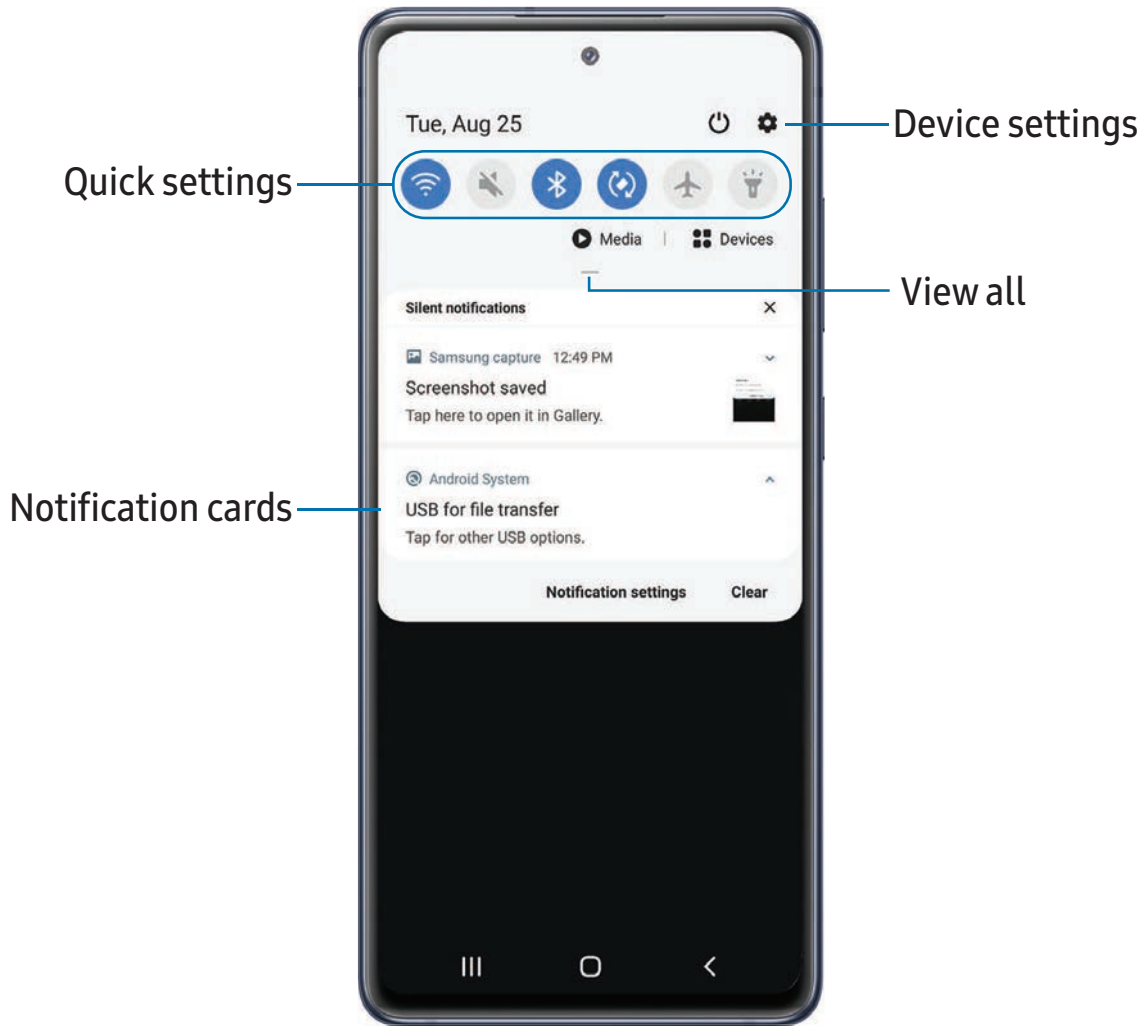 Tue, Aug 25
Device settings
Quick settings
Media
Devices
View all
Silent notifications
Samsung capture 12:49 PM
Screenshot saved
Tap here to open it in Gallery.
Android System
Notification cards
USB for file transfer
Tap for other USB options.
Notification settings
Clear